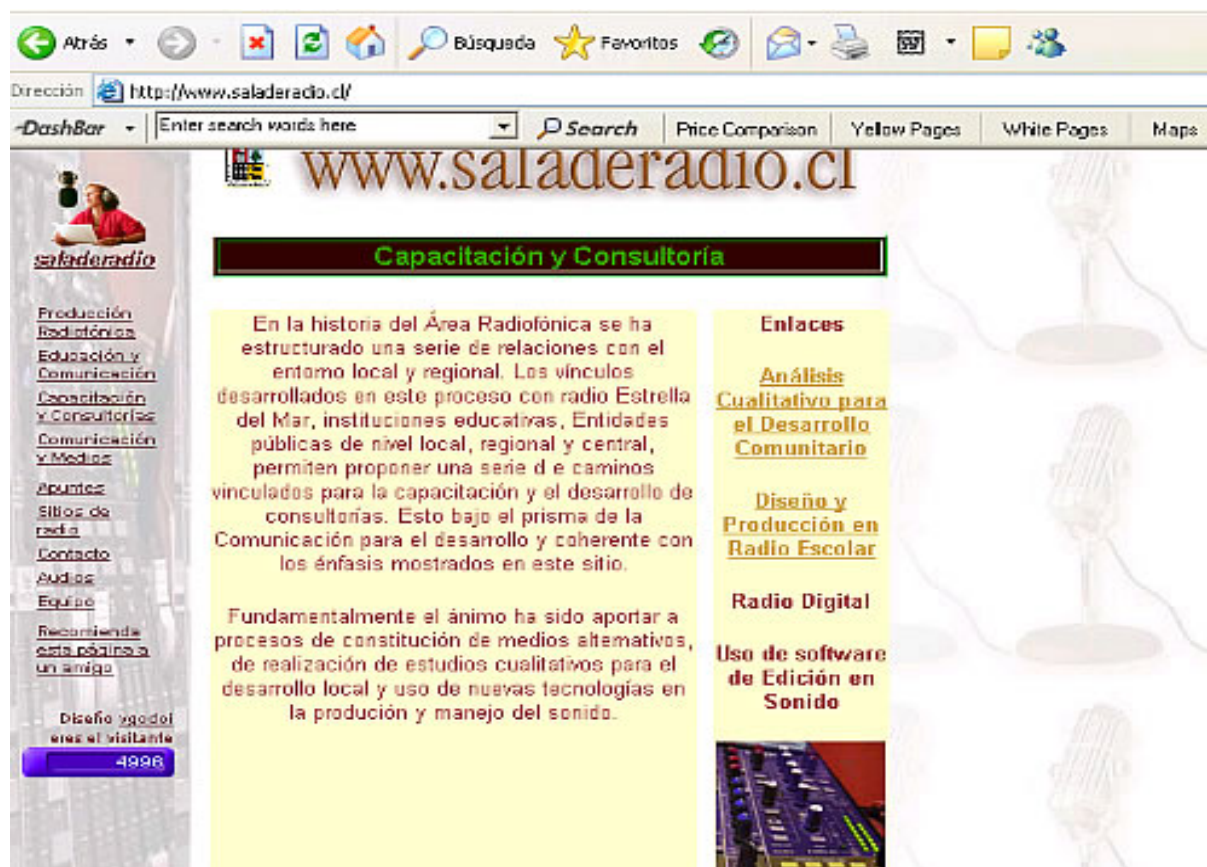 Atrás
Búsqueda
Favoritos
Dirección http://www.saladeradio.cl/
DashBar
Enter search words here
Search
Price Comparison
Yellow Pages
White Pages
Maps
www.saladeradio.cl
saladeradio
Producción
Radiofónica
Educación y
Comunicación
Capacitación
y Consultorías
Comunicación
y Medios
Apuntes
Sitios de
radio
Contacto
Audios
Equipo
Recomienda
esta página a
un amigo
Diseño vgodoi
eres el visitante
4996
Capacitación y Consultoría
En la historia del Área Radiofónica se ha
estructurado una serie de relaciones con el
entorno local y regional. Los vínculos
desarrollados en este proceso con radio Estrella
del Mar, instituciones educativas, Entidades
públicas de nivel local, regional y central,
permiten proponer una serie d e caminos
vinculados para la capacitación y el desarrollo de
consultorías. Esto bajo el prisma de la
Comunicación para el desarrollo y coherente con
los énfasis mostrados en este sitio.
Fundamentalmente el ánimo ha sido aportar a
procesos de constitución de medios alternativos,
de realización de estudios cualitativos para el
desarrollo local y uso de nuevas tecnologías en
la produción y manejo del sonido.
Enlaces
Análisis
Cualitativo para
el Desarrollo
Comunitario
Diseño y
Producción en
Radio Escolar
Radio Digital
Uso de software
de Edición en
Sonido